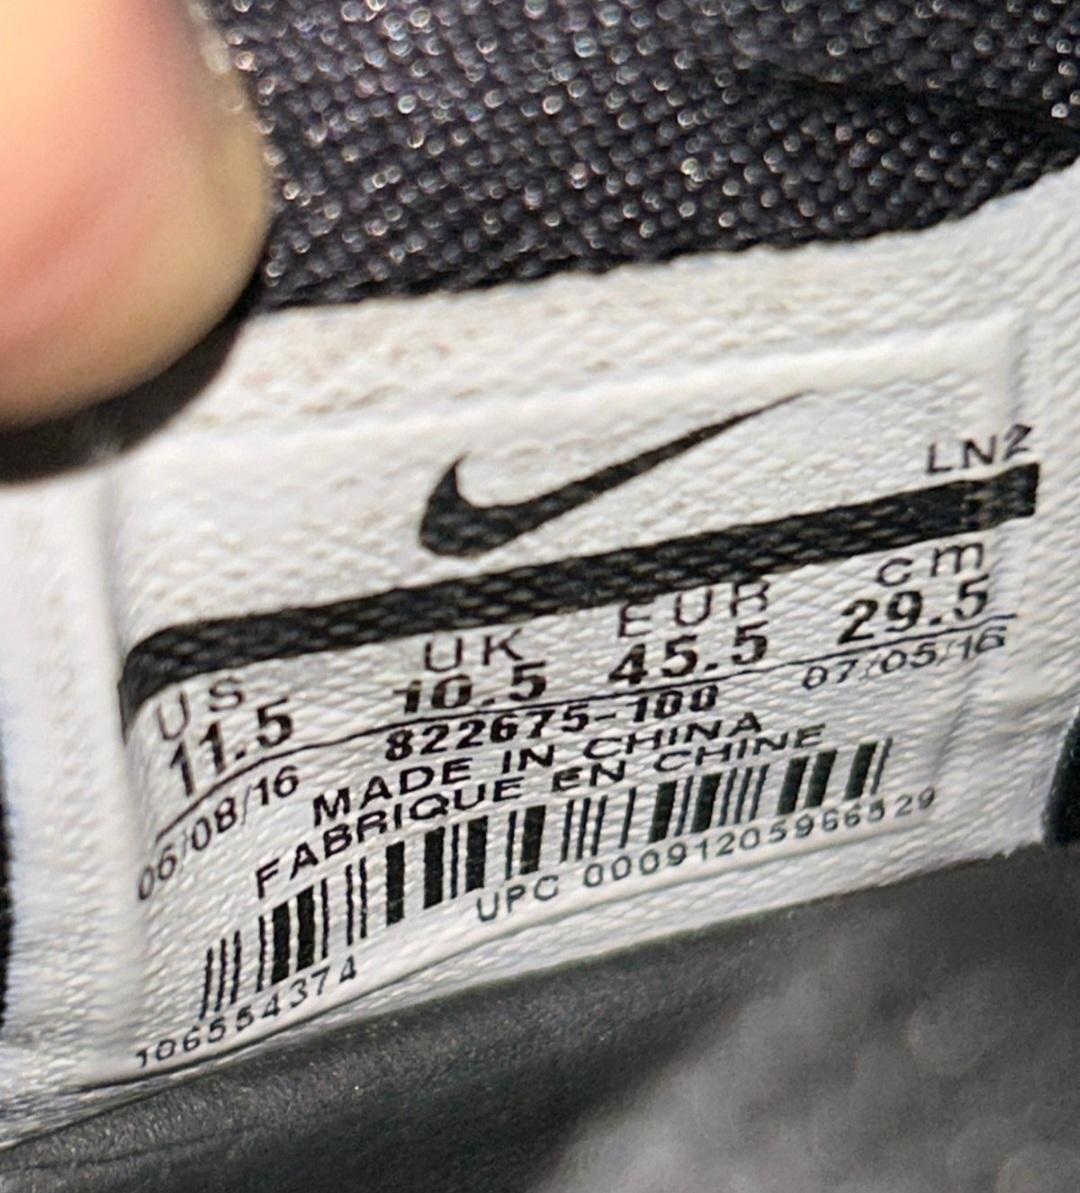 LN2
US UK EUR cm
11.5 10.5 45.5 29.5
06/08/16 822675-100 07/05/16
MADE IN CHINA
FABRIQUE EN CHINE
UPC 00091205966529
106554374